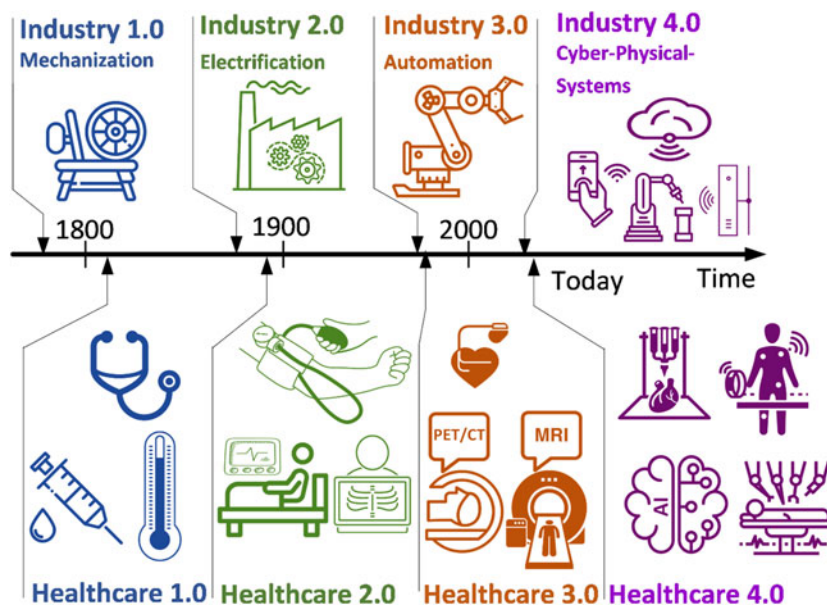 Industry 1.0
Mechanization
Industry 2.0
Electrification
Industry 3.0
Automation
Industry 4.0
Cyber-Physical-
Systems
1800
1900
2000
Today
Time
PET/CT
MRI
AI
Healthcare 1.0
Healthcare 2.0
Healthcare 3.0
Healthcare 4.0